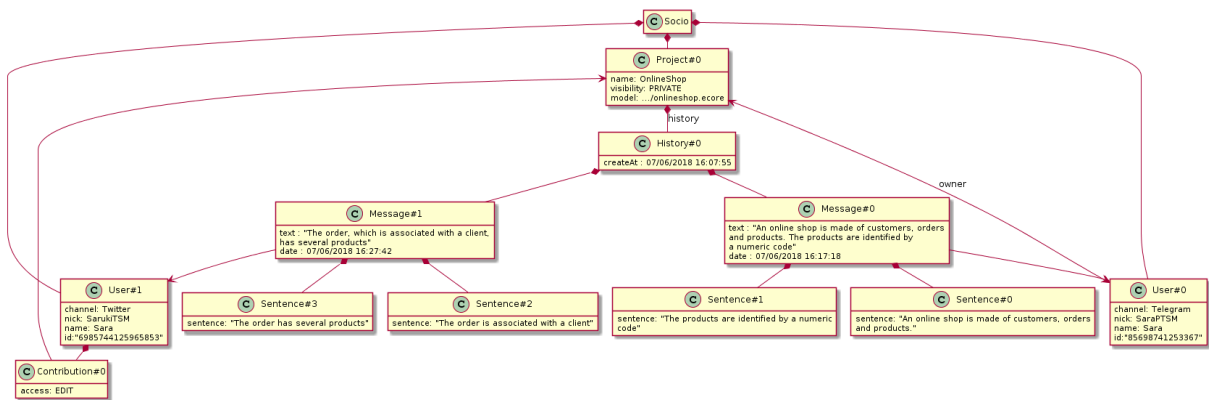 C Socio
C Project#0
name: OnlineShop
visibility: PRIVATE
model: .../onlineshop.ecore
history
C History#0
createAt : 07/06/2018 16:07:55
owner
C Message#1
text : "The order, which is associated with a client,
has several products"
date : 07/06/2018 16:27:42
C Message#0
text : "An online shop is made of customers, orders
and products. The products are identified by
a numeric code"
date : 07/06/2018 16:17:18
C User#1
channel: Twitter
nick: SarukiTSM
name: Sara
id:"6985744125965853"
C Sentence#3
sentence: "The order has several products"
C Sentence#2
sentence: "The order is associated with a client"
C Sentence#1
sentence: "The products are identified by a numeric
code"
C Sentence#0
sentence: "An online shop is made of customers, orders
and products."
C User#0
channel: Telegram
nick: SaraPTSM
name: Sara
id:"85698741253367"
C Contribution#0
access: EDIT